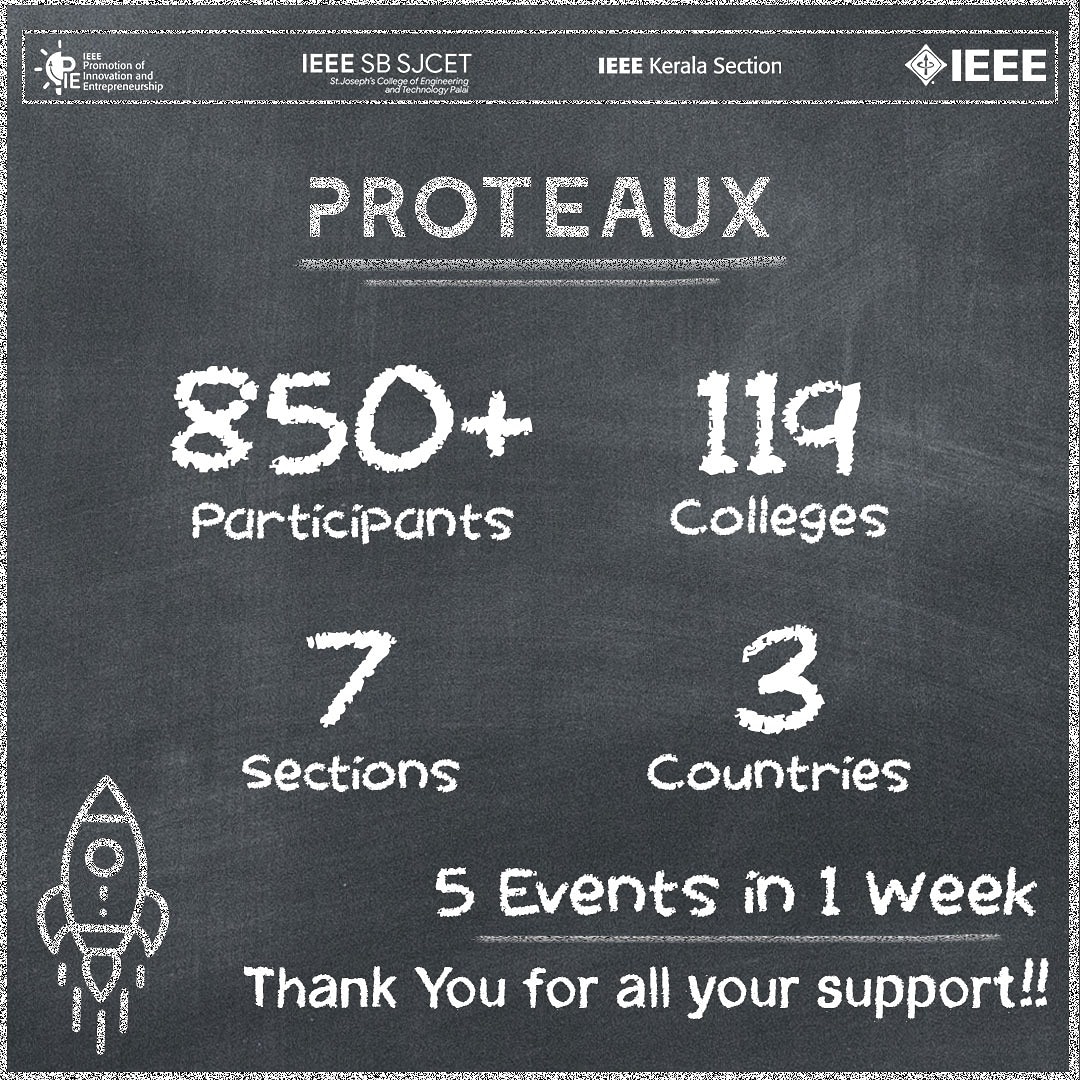 IEEE
Promotion of
Innovation and
Entrepreneurship
IEEE SB SJCET
St.Joseph's College of Engineering
and Technology Palai
IEEE Kerala Section
IEEE
PROTEAUX
850+ 119
Participants Colleges
7 3
Sections Countries
5 Events in 1 Week
Thank You for all your support!!